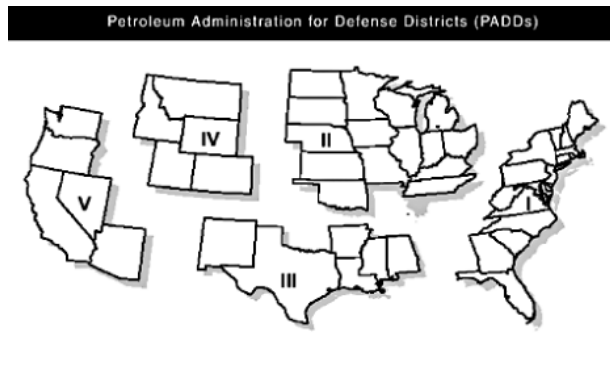 Petroleum Administration for Defense Districts (PADDs)
IV
II
V
I
III